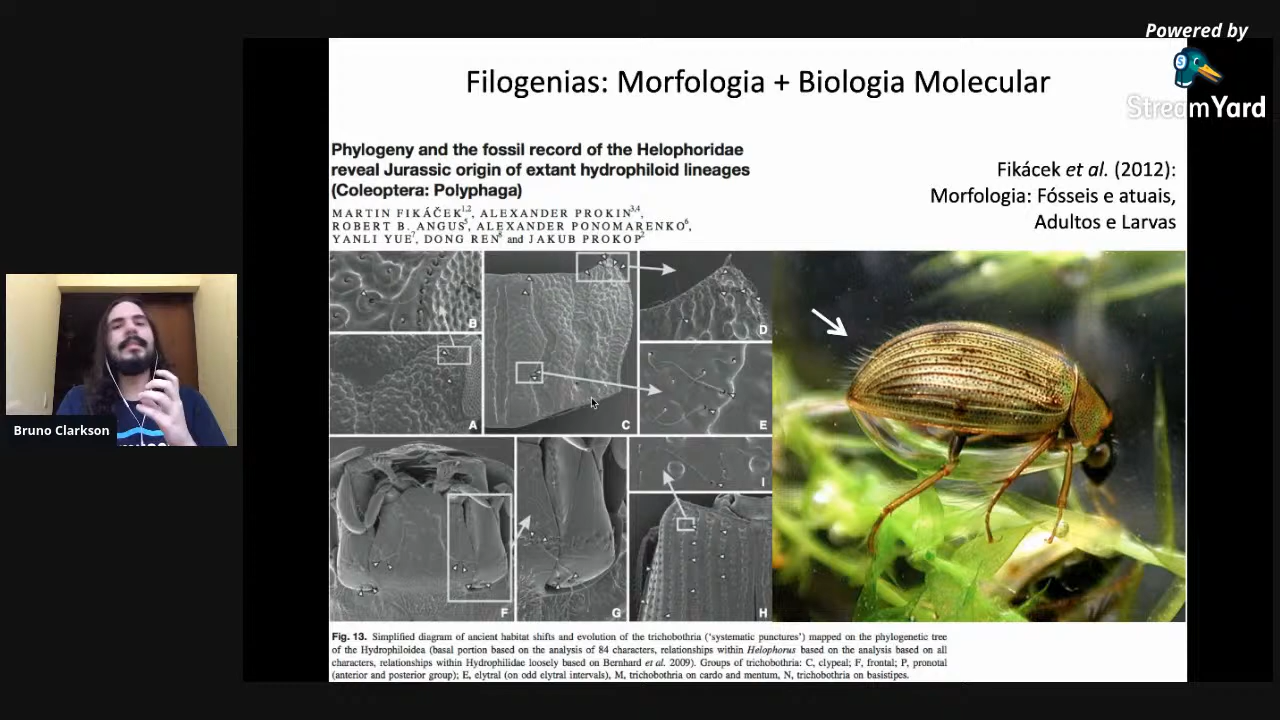 Powered by
StreamYard
Filogenias: Morfologia + Biologia Molecular
Phylogeny and the fossil record of the Helophoridae
reveal Jurassic origin of extant hydrophiloid lineages
(Coleoptera: Polyphaga)
MARTIN FIKÁČEK1,2, ALEXANDER PROKIN3,4,
ROBERT B. ANGUS5, ALEXANDER PONOMARENKO6,
YANLI YUE7, DONG REN8 and JAKUB PROKOP2
Fikácek et al. (2012):
Morfologia: Fósseis e atuais,
Adultos e Larvas
B
D
A
C
E
I
F
G
H
Bruno Clarkson
Fig. 13. Simplified diagram of ancient habitat shifts and evolution of the trichobothria ('systematic punctures') mapped on the phylogenetic tree
of the Hydrophiloidea (basal portion based on the analysis of 84 characters, relationships within Helophorus based on the analysis based on all
characters, relationships within Hydrophilidae loosely based on Bernhard et al. 2009). Groups of trichobothria: C, clypeal; F, frontal; P, pronotal
(anterior and posterior group); E, elytral (on odd elytral intervals), M, trichobothria on cardo and mentum, N, trichobothria on basistipes.